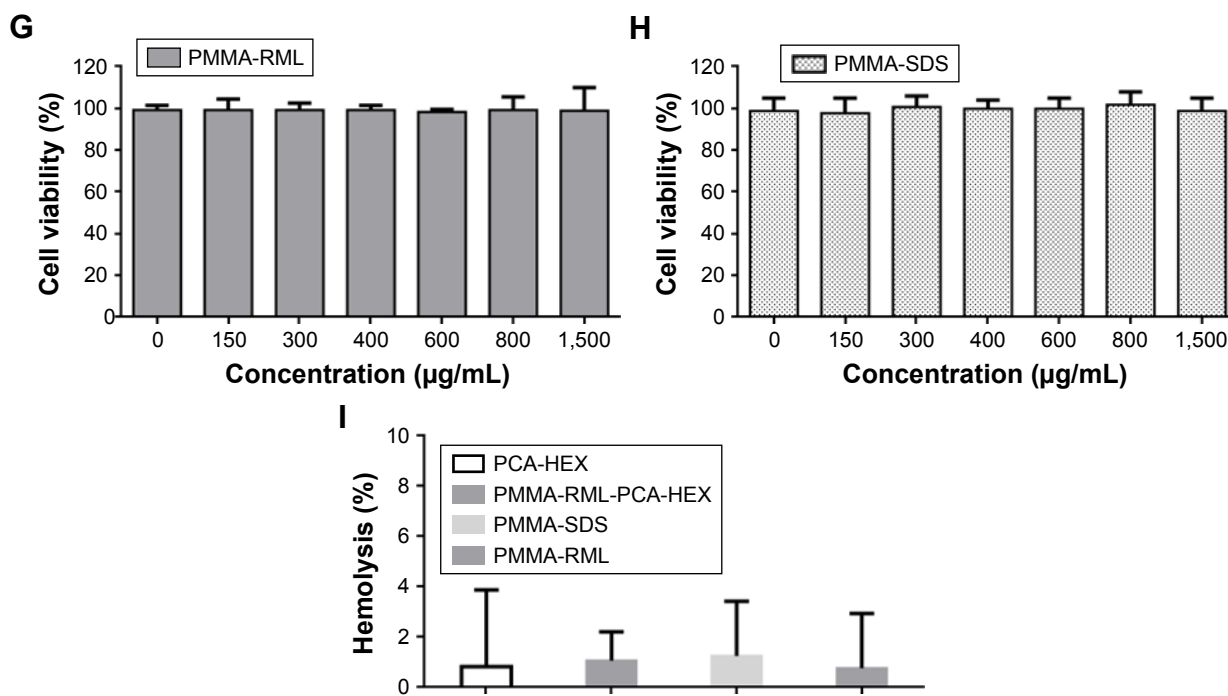 G
PMMA-RML
Cell viability (%)
120
100
80
60
40
20
0
0 150 300 400 600 800 1,500
Concentration (µg/mL)
H
PMMA-SDS
Cell viability (%)
120
100
80
60
40
20
0
0 150 300 400 600 800 1,500
Concentration (µg/mL)
I
PCA-HEX
PMMA-RML-PCA-HEX
PMMA-SDS
PMMA-RML
Hemolysis (%)
10
8
6
4
2
0